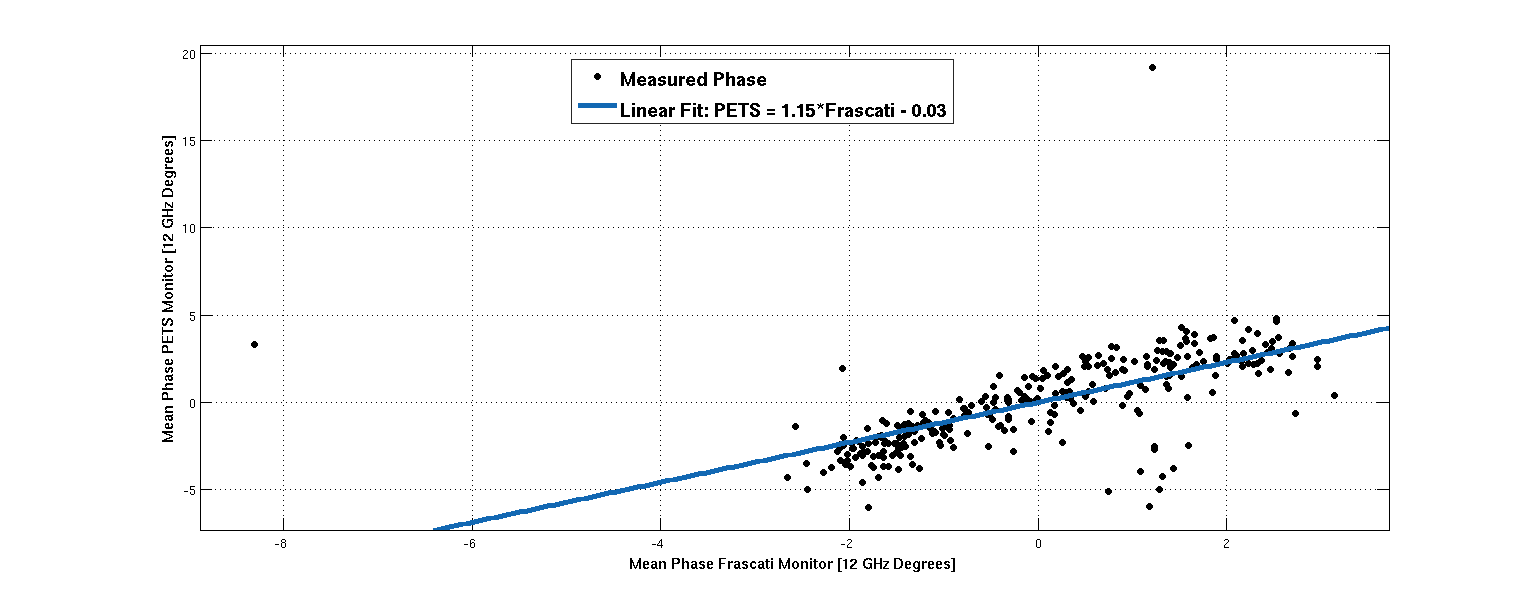 Measured Phase
Linear Fit: PETS = 1.15*Frascati - 0.03
Mean Phase PETS Monitor [12 GHz Degrees]
20
15
10
5
0
-5
-8 -6 -4 -2 0 2
Mean Phase Frascati Monitor [12 GHz Degrees]